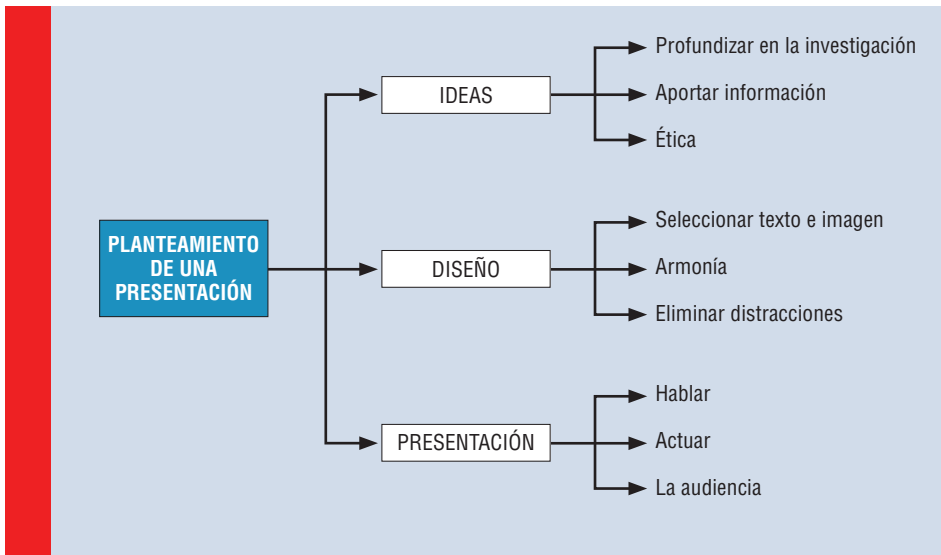 PLANTEAMIENTO
DE UNA
PRESENTACIÓN
IDEAS
Profundizar en la investigación
Aportar información
Ética
DISEÑO
Seleccionar texto e imagen
Armonía
Eliminar distracciones
PRESENTACIÓN
Hablar
Actuar
La audiencia